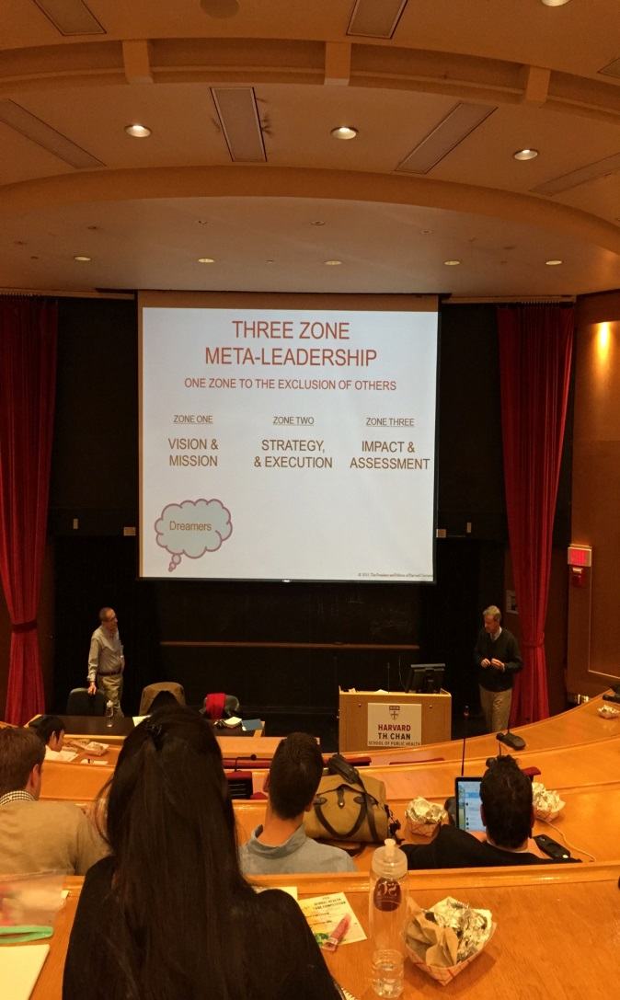 THREE ZONE
META-LEADERSHIP
ONE ZONE TO THE EXCLUSION OF OTHERS
ZONE ONE
VISION &
MISSION
ZONE TWO
STRATEGY,
& EXECUTION
ZONE THREE
IMPACT &
ASSESSMENT
Dreamers
HARVARD
T.H. CHAN
SCHOOL OF PUBLIC HEALTH